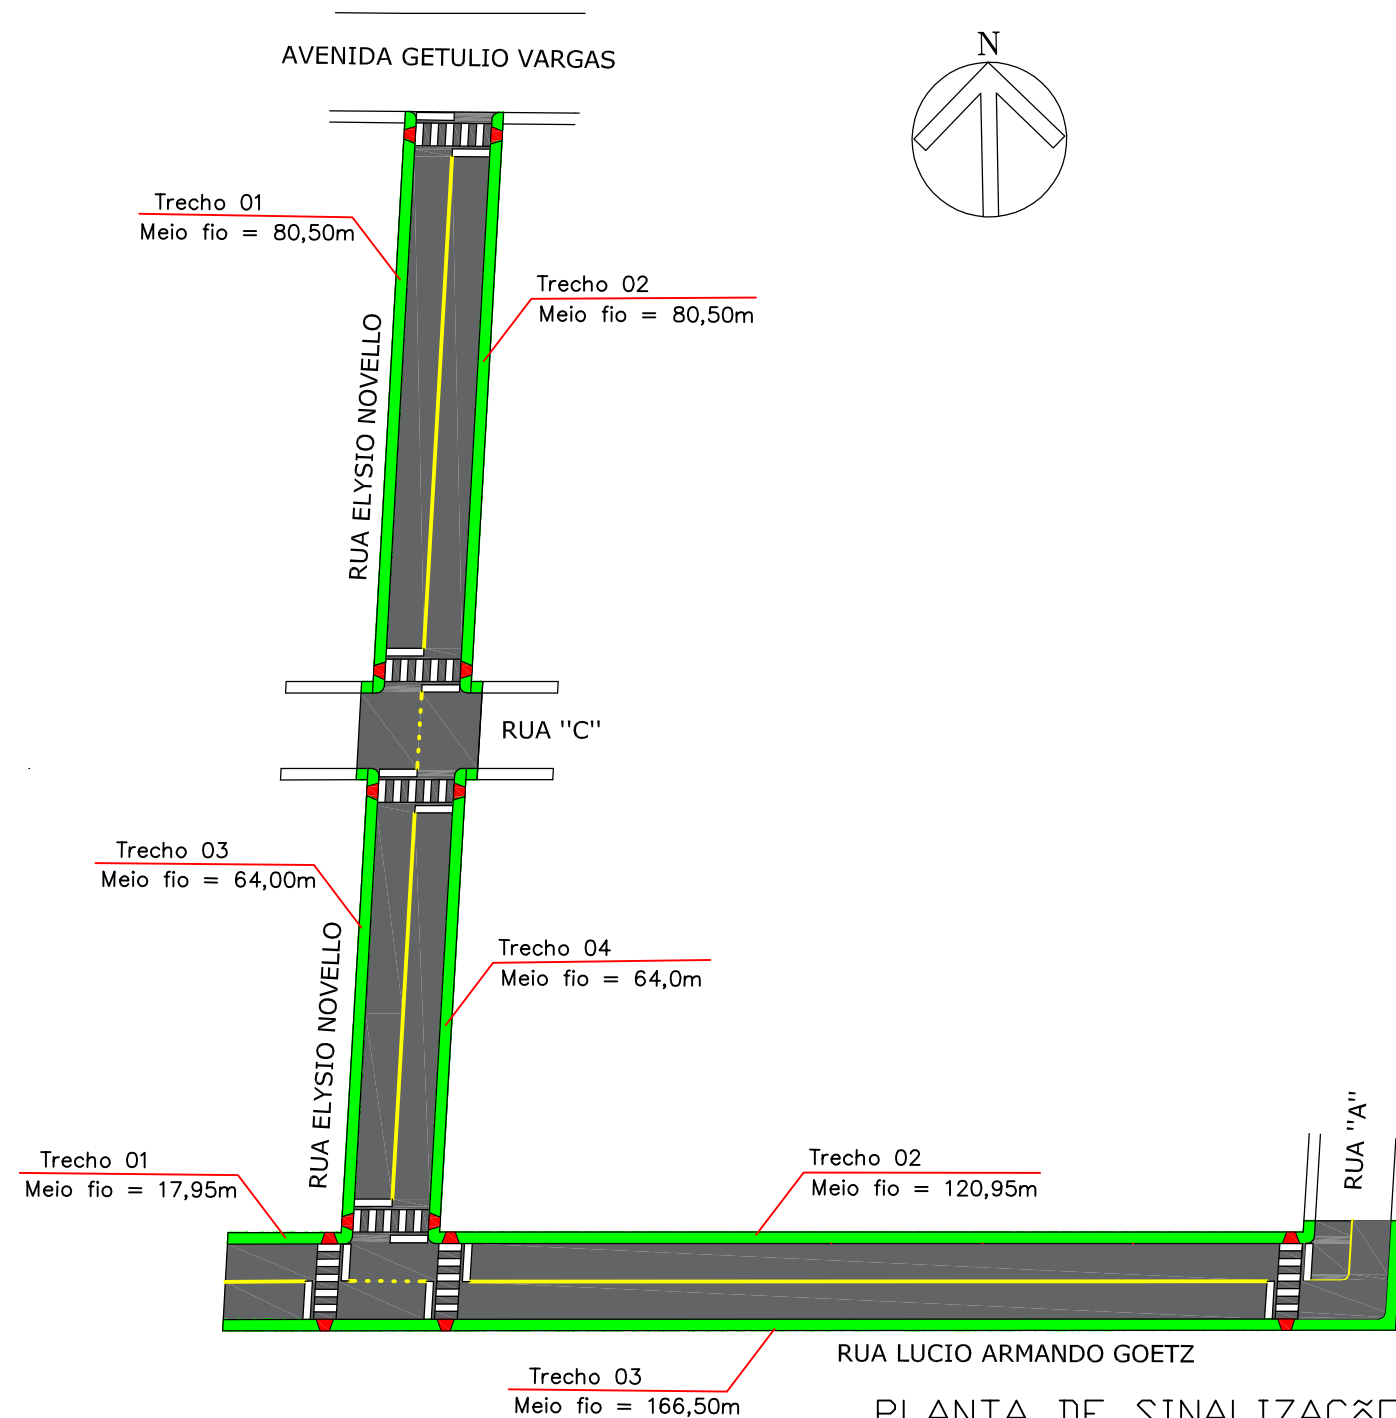 AVENIDA GETULIO VARGAS
N
Trecho 01
Meio fio = 80,50m
Trecho 02
Meio fio = 80,50m
RUA ELYSIO NOVELLO
RUA "C"
Trecho 03
Meio fio = 64,00m
Trecho 04
Meio fio = 64,0m
RUA ELYSIO NOVELLO
RUA "A"
Trecho 01
Meio fio = 17,95m
Trecho 02
Meio fio = 120,95m
RUA LUCIO ARMANDO GOETZ
Trecho 03
Meio fio = 166,50m
PLANTA DE SINALIZAÇÕE